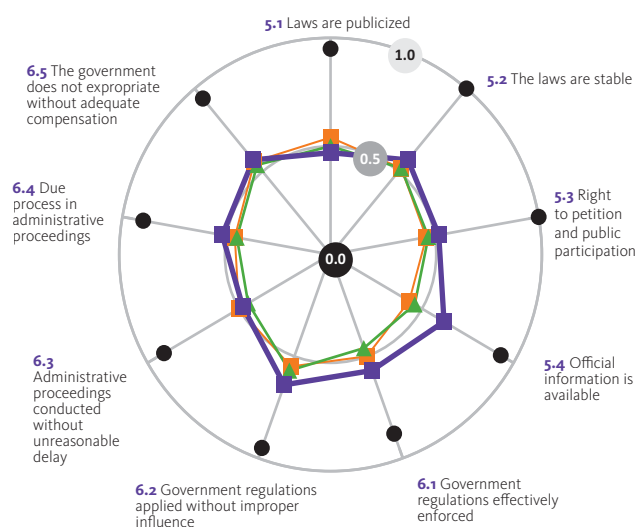 5.1 Laws are publicized
1.0
5.2 The laws are stable
6.5 The government
does not expropriate
without adequate
compensation
0.5
6.4 Due
process in
administrative
proceedings
5.3 Right
to petition
and public
participation
0.0
6.3
Administrative
proceedings
conducted
without
unreasonable
delay
5.4 Official
information is
available
6.2 Government regulations
applied without improper
influence
6.1 Government
regulations effectively
enforced